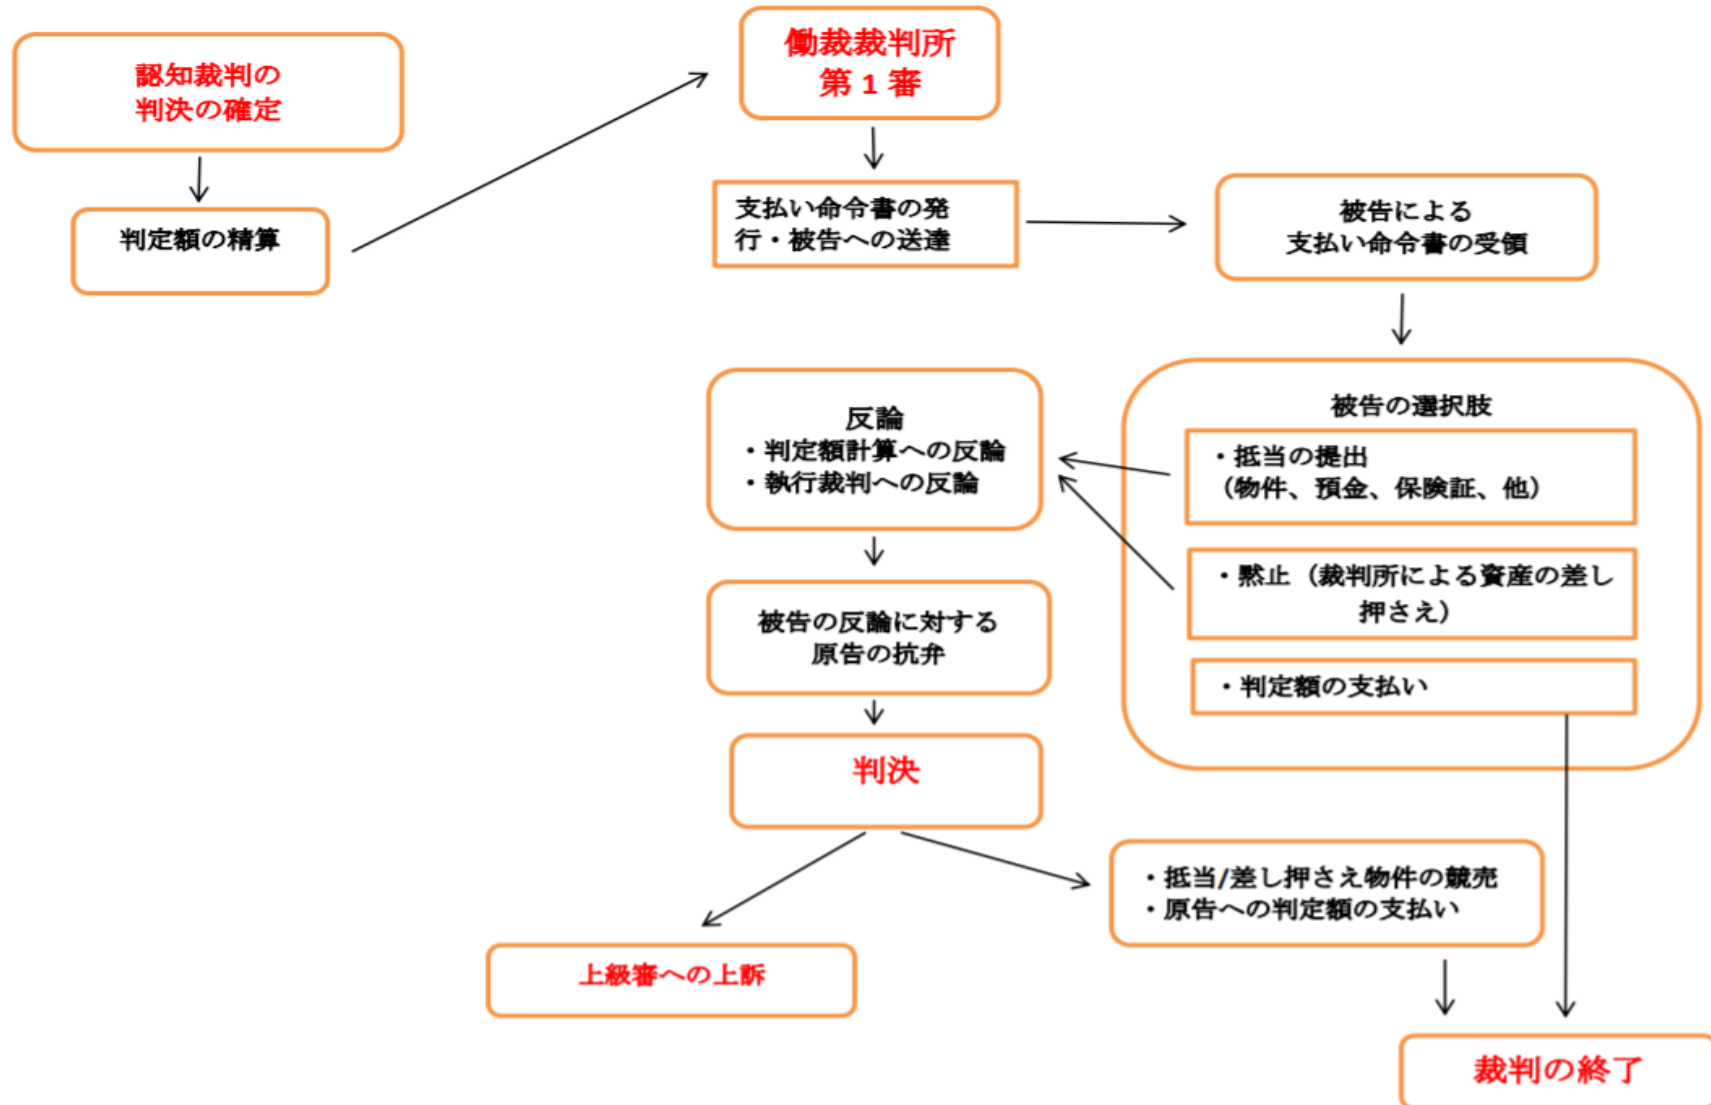 認知裁判の
判決の確定
判定額の精算
働裁裁判所
第1審
支払い命令書の発
行・被告への送達
被告による
支払い命令書の受領
被告の選択肢
・抵当の提出
（物件、預金、保険証、他）
・黙止（裁判所による資産の差し
押さえ）
・判定額の支払い
反論
・判定額計算への反論
・執行裁判への反論
被告の反論に対する
原告の抗弁
判決
上級審への上訴
・抵当/差し押さえ物件の競売
・原告への判定額の支払い
裁判の終了